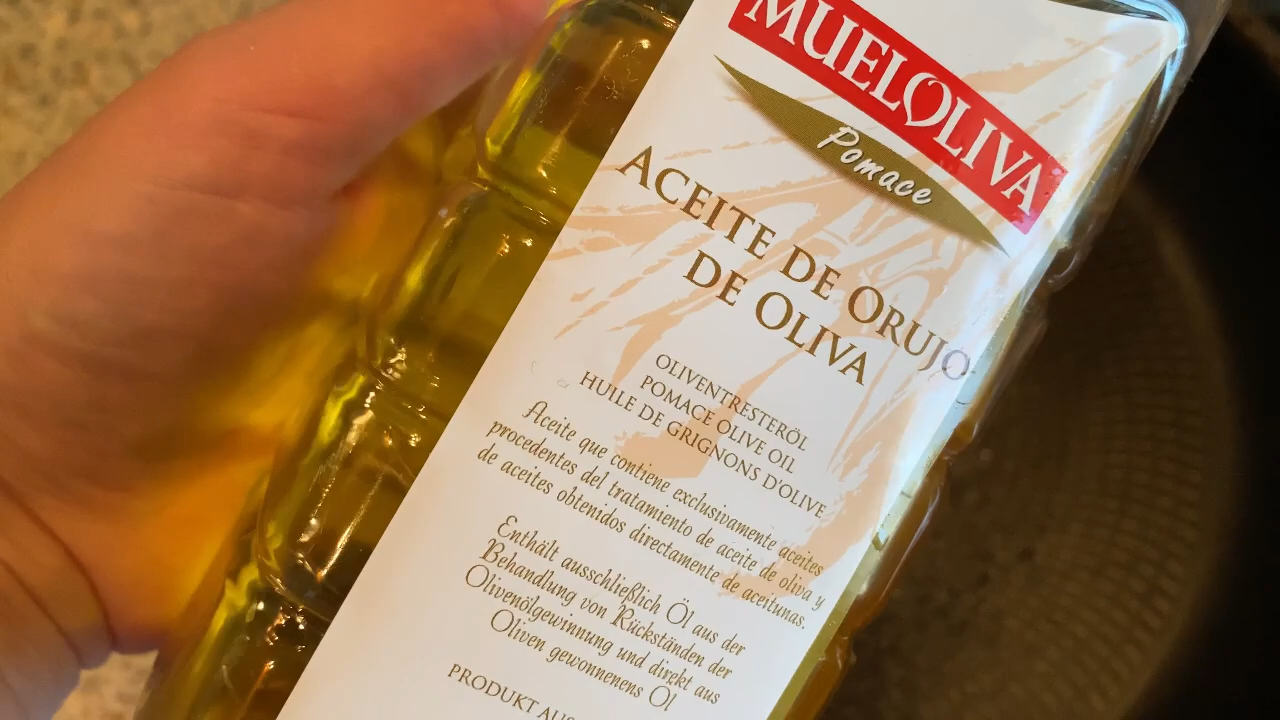 MUELOLIVA
Pomace
ACEITE DE ORUJO
DE OLIVA
OLIVENTRESTERÖL
POMACE OLIVE OIL
HUILE DE GRIGNONS D'OLIVE
Aceite que contiene exclusivamente aceites
procedentes del tratamiento de aceite de oliva y
de aceites obtenidos directamente de aceitunas.
Enthält ausschließlich Öl aus der
Behandlung von Rückständen der
Olivenölgewinnung und direkt aus
Oliven gewonnenens Öl
PRODUKT AUS